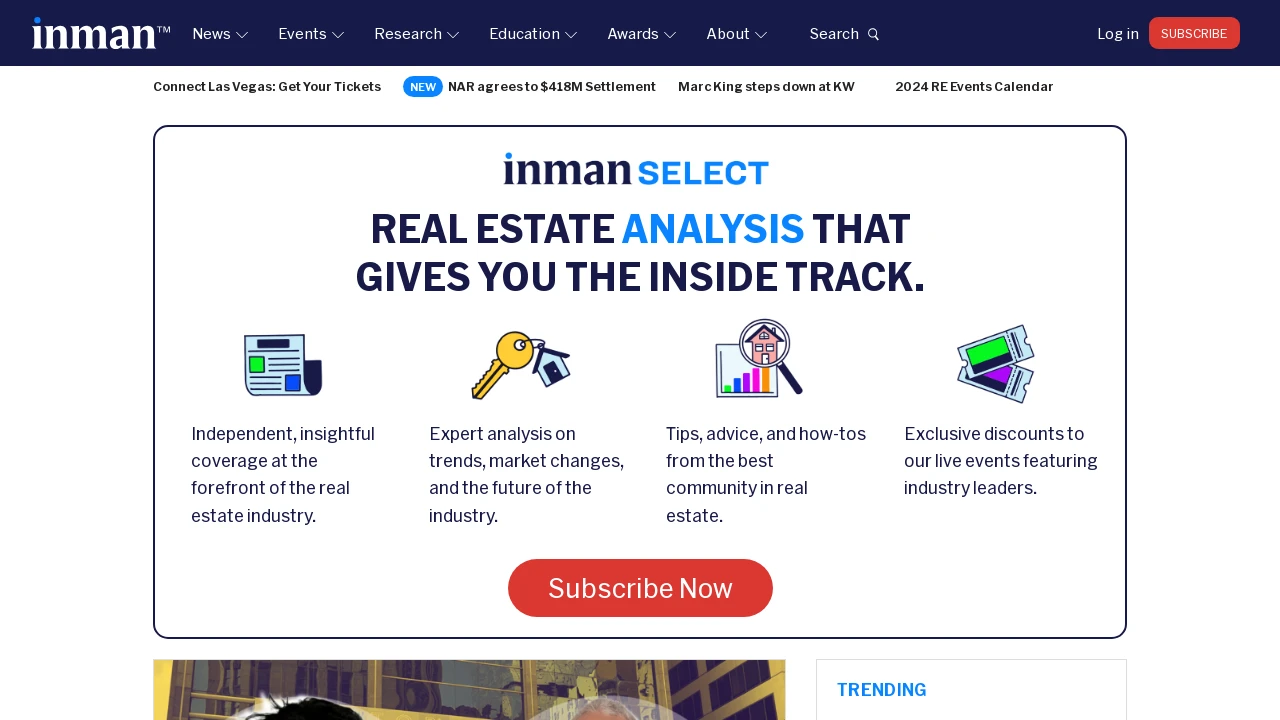 inman™ News Events Research Education Awards About Search Log in SUBSCRIBE
Connect Las Vegas: Get Your Tickets NEW NAR agrees to $418M Settlement Marc King steps down at KW 2024 RE Events Calendar
inman SELECT
REAL ESTATE ANALYSIS THAT
GIVES YOU THE INSIDE TRACK.
Independent, insightful
coverage at the
forefront of the real
estate industry.
Expert analysis on
trends, market changes,
and the future of the
industry.
Tips, advice, and how-tos
from the best
community in real
estate.
Exclusive discounts to
our live events featuring
industry leaders.
Subscribe Now
TRENDING